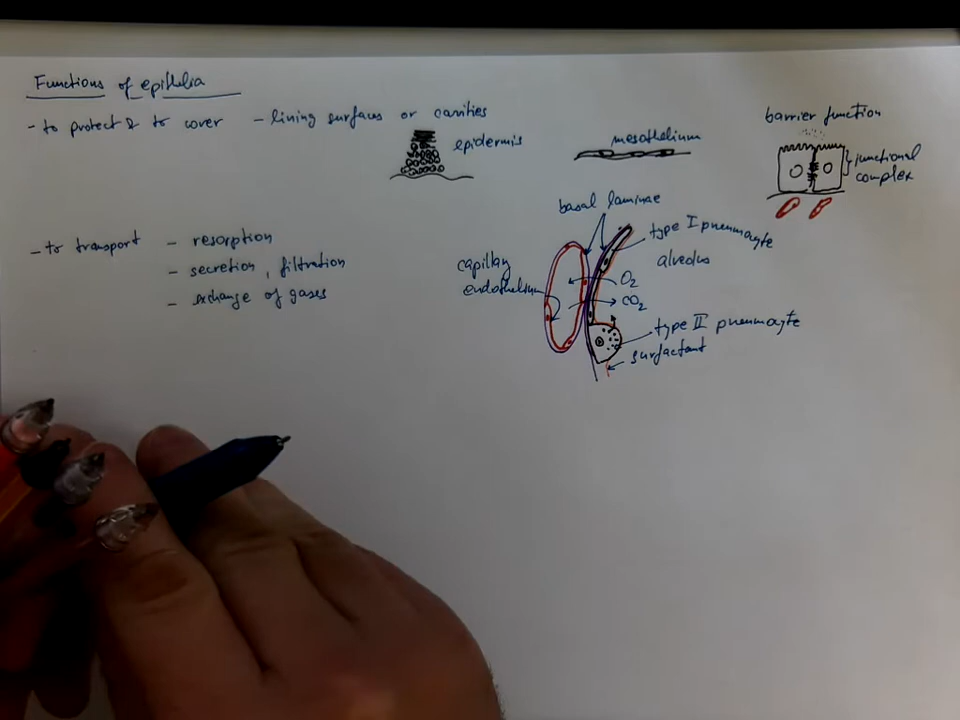 Functions of epithelia
- to protect & to cover - lining surfaces or cavities
epidermis
mesothelium
barrier function
junctional
complex
- to transport - resorption
- secretion, filtration
- exchange of gases
basal laminae
type I pneumocyte
alveolus
capillary
endothelium
O2
CO2
type II pneumocyte
surfactant